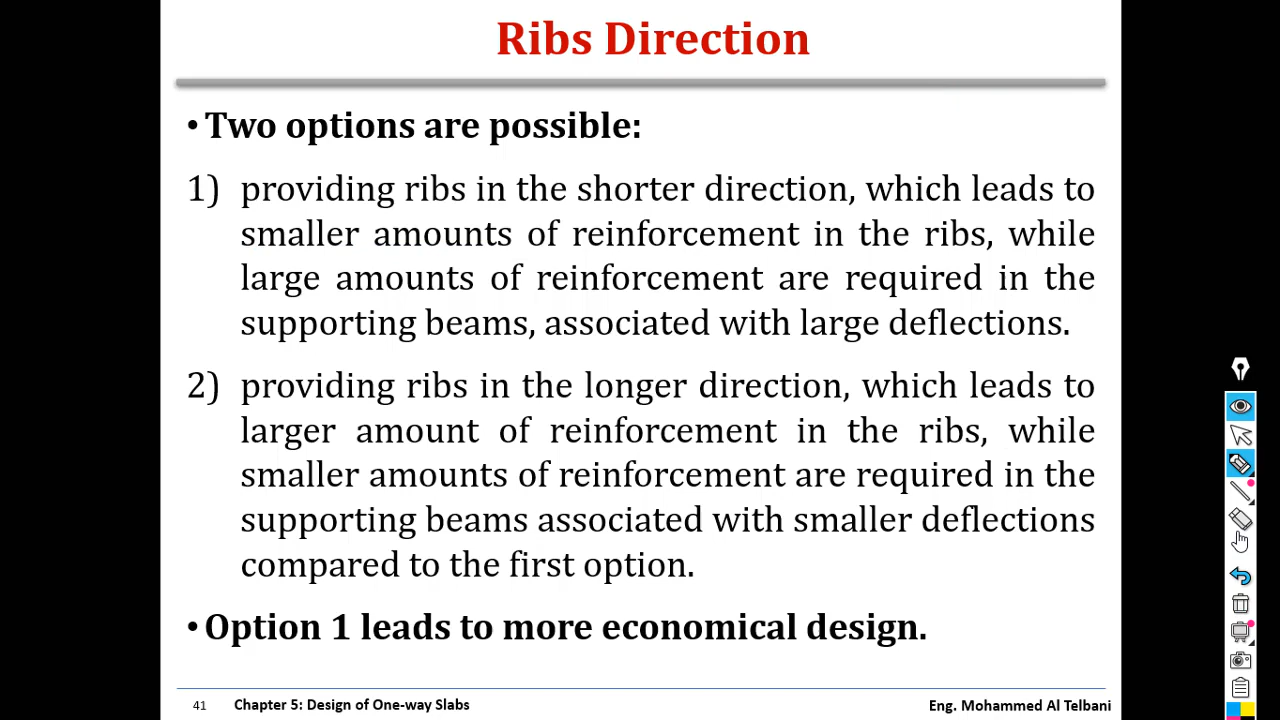 Ribs Direction
• Two options are possible:
1) providing ribs in the shorter direction, which leads to
smaller amounts of reinforcement in the ribs, while
large amounts of reinforcement are required in the
supporting beams, associated with large deflections.
2) providing ribs in the longer direction, which leads to
larger amount of reinforcement in the ribs, while
smaller amounts of reinforcement are required in the
supporting beams associated with smaller deflections
compared to the first option.
• Option 1 leads to more economical design.
41 Chapter 5: Design of One-way Slabs Eng. Mohammed Al Telbani